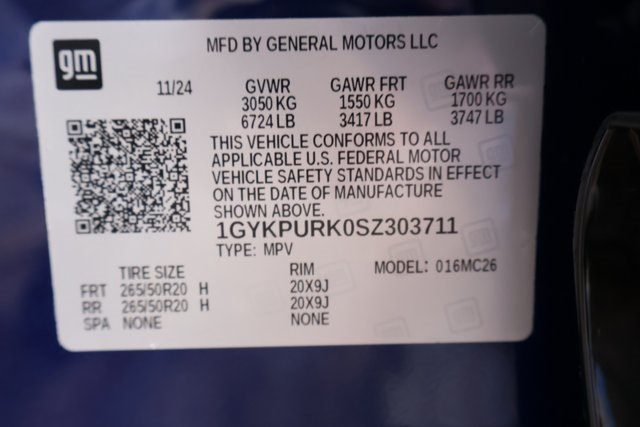 gm
MFD BY GENERAL MOTORS LLC
11/24 GVWR GAWR FRT GAWR RR
3050 KG 1550 KG 1700 KG
6724 LB 3417 LB 3747 LB
THIS VEHICLE CONFORMS TO ALL
APPLICABLE U.S. FEDERAL MOTOR
VEHICLE SAFETY STANDARDS IN EFFECT
ON THE DATE OF MANUFACTURE
SHOWN ABOVE.
1GYKPURK0SZ303711
TYPE: MPV
TIRE SIZE RIM MODEL: 016MC26
FRT 265/50R20 H 20X9J
RR 265/50R20 H 20X9J
SPA NONE NONE